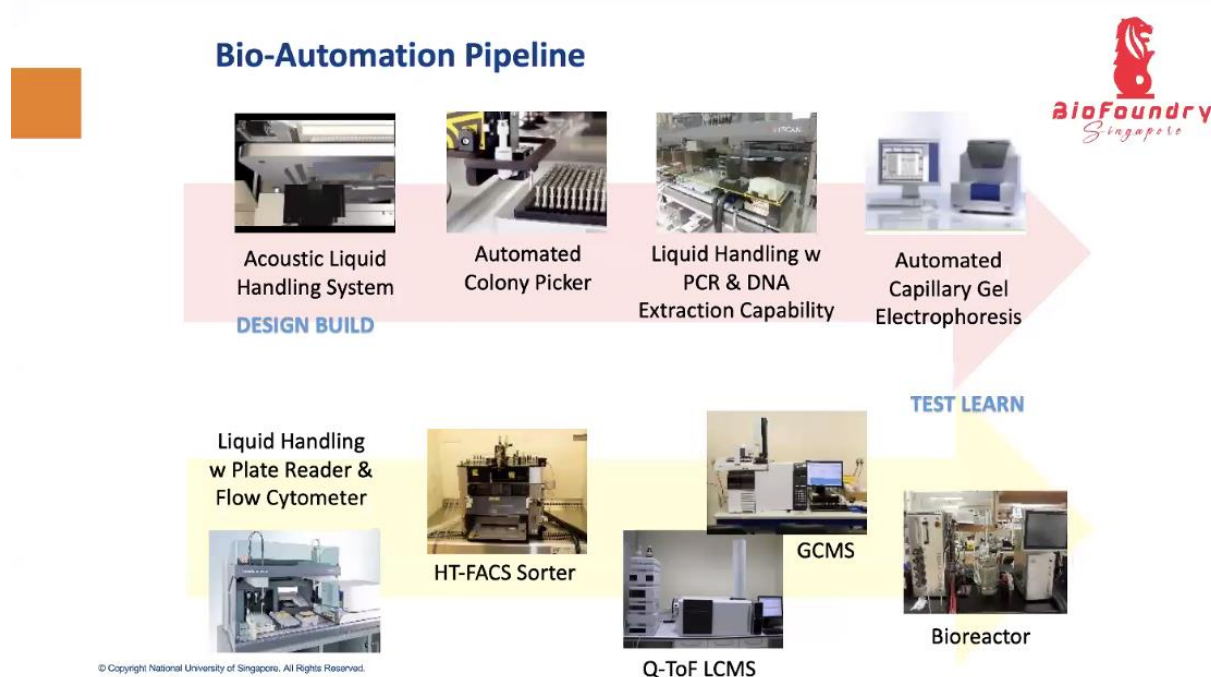 Bio-Automation Pipeline
BioFoundry
Singapore
TECAN
Acoustic Liquid
Handling System
Automated
Colony Picker
Liquid Handling w
PCR & DNA
Extraction Capability
Automated
Capillary Gel
Electrophoresis
DESIGN BUILD
TEST LEARN
Liquid Handling
w Plate Reader &
Flow Cytometer
HT-FACS Sorter
GCMS
Q-ToF LCMS
Bioreactor
© Copyright National University of Singapore. All Rights Reserved.